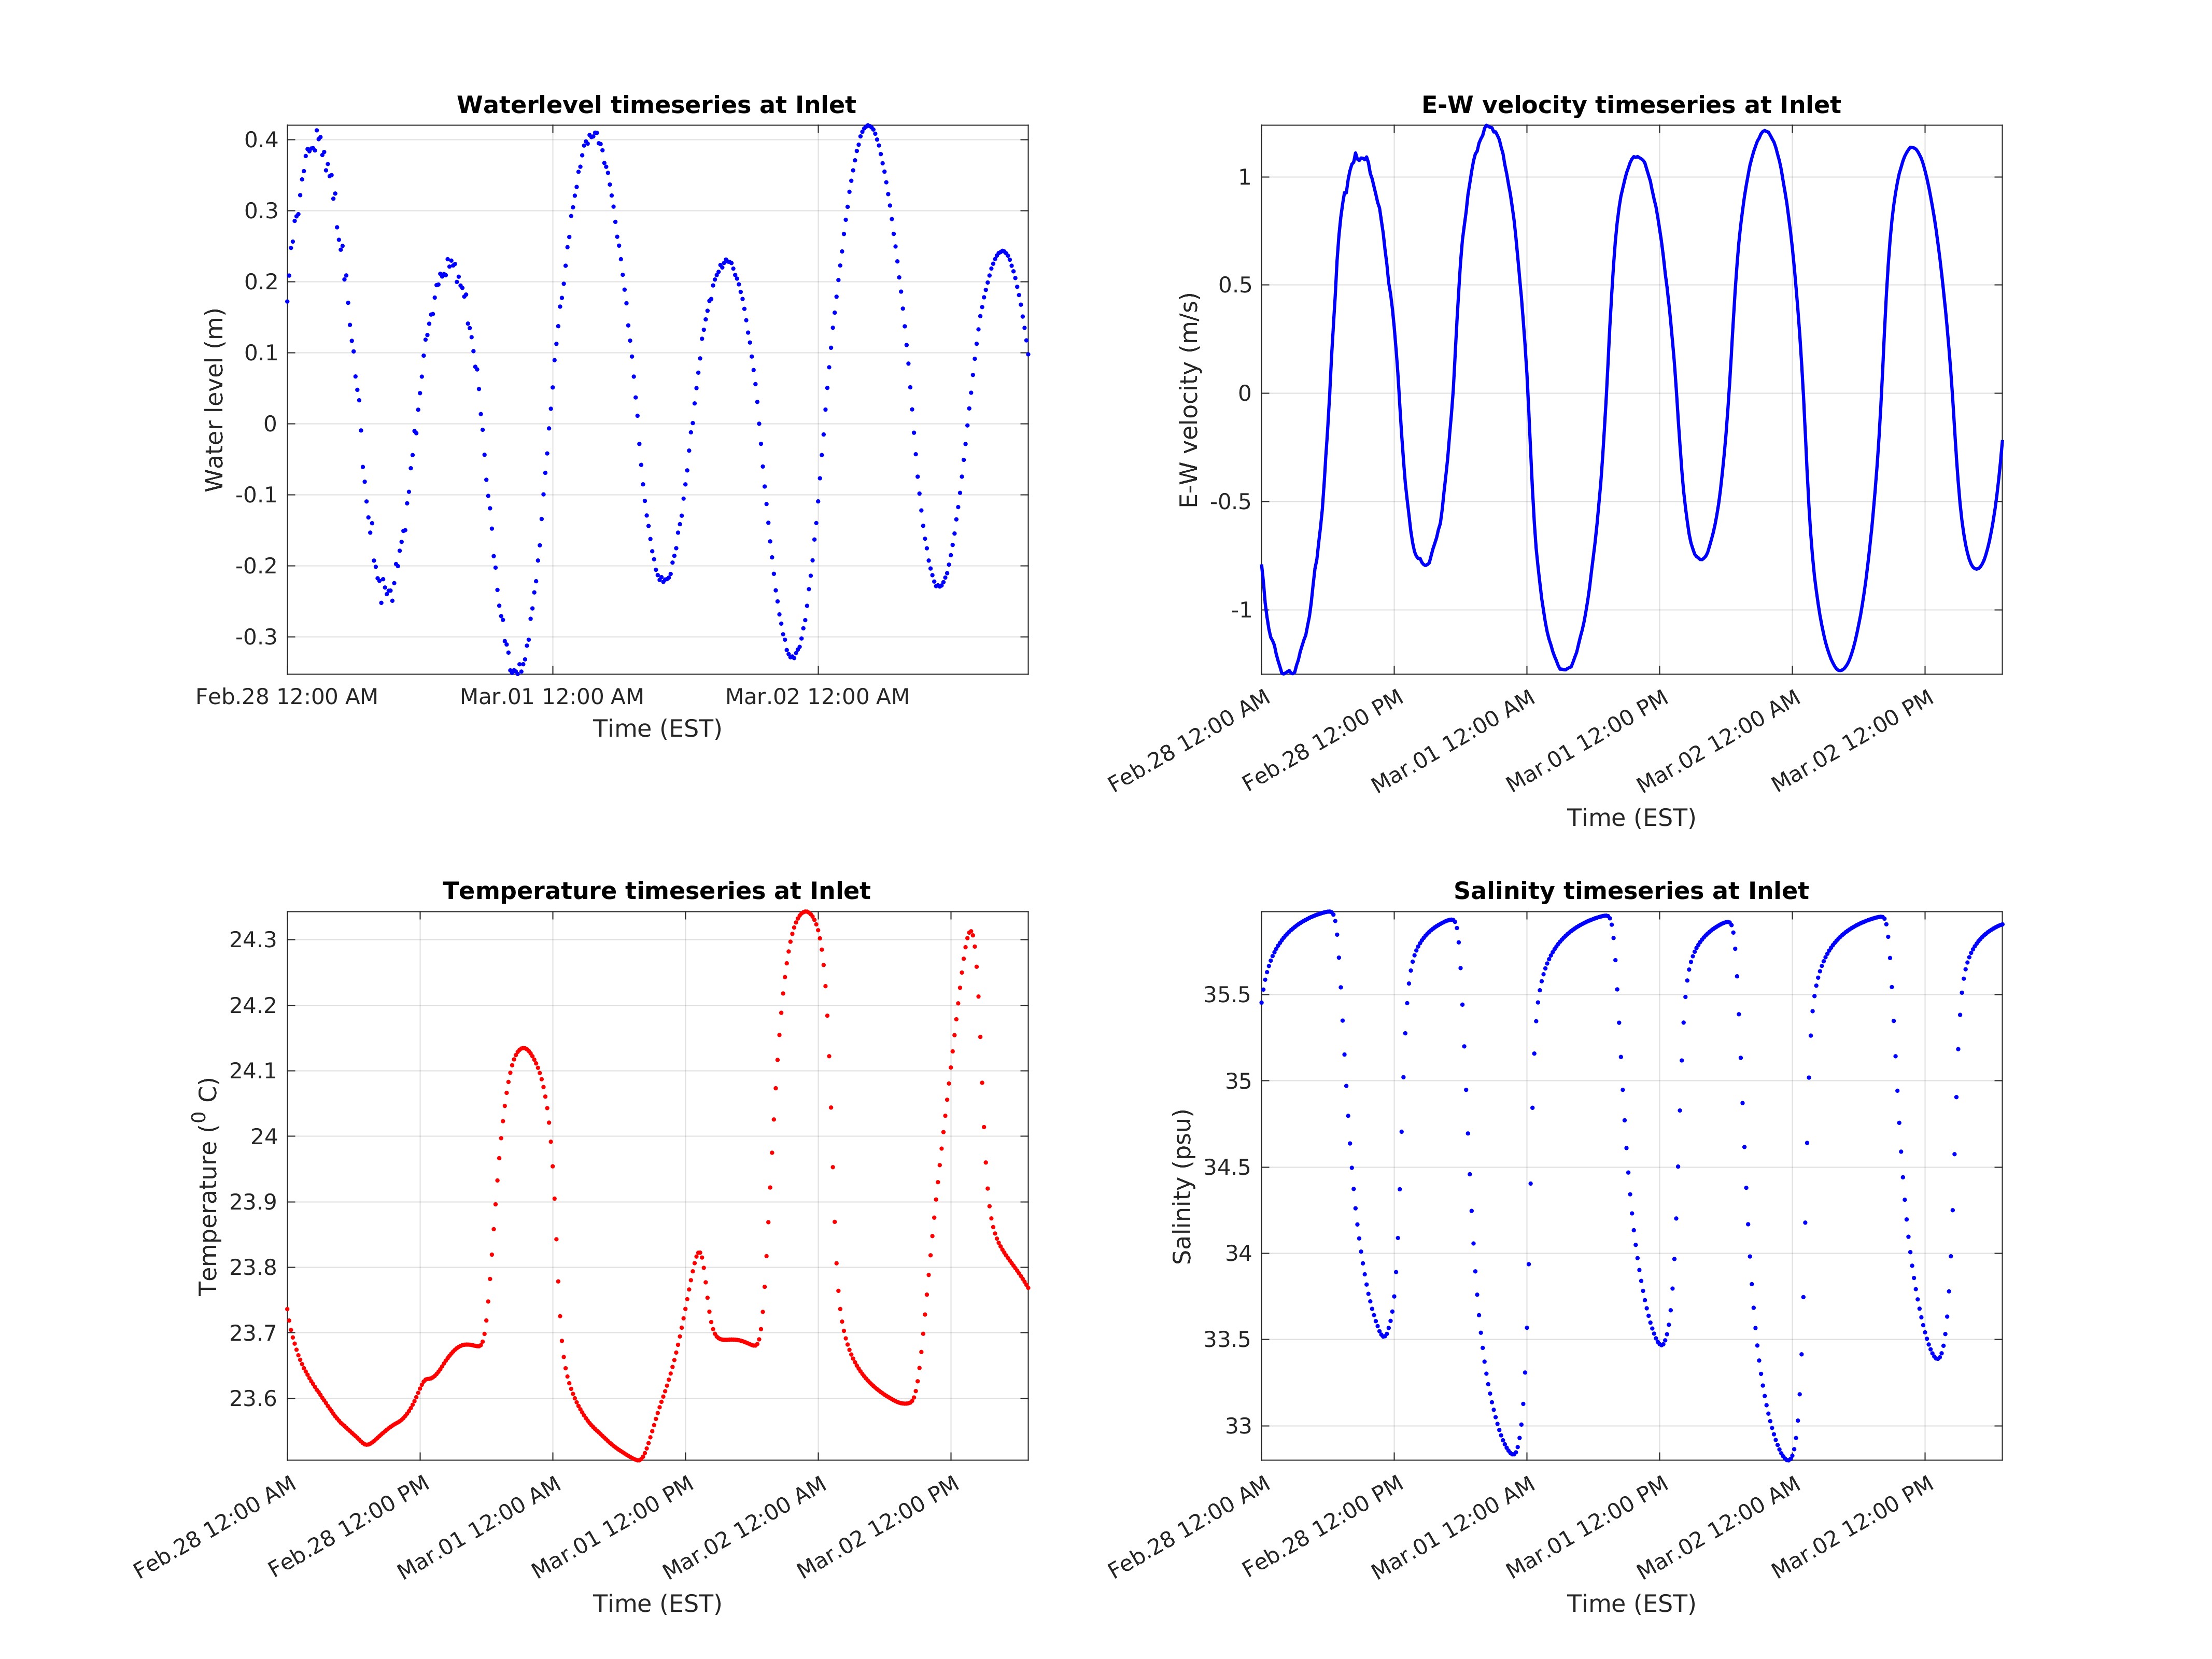 Waterlevel timeseries at Inlet
0.4
0.3
0.2
0.1
0
-0.1
-0.2
-0.3
Water level (m)
Feb.28 12:00 AM
Mar.01 12:00 AM
Mar.02 12:00 AM
Time (EST)
E-W velocity timeseries at Inlet
1
0.5
0
-0.5
-1
E-W velocity (m/s)
Feb.28 12:00 AM
Feb.28 12:00 PM
Mar.01 12:00 AM
Mar.01 12:00 PM
Mar.02 12:00 AM
Mar.02 12:00 PM
Time (EST)
Temperature timeseries at Inlet
24.3
24.2
24.1
24
23.9
23.8
23.7
23.6
Temperature (⁰ C)
Feb.28 12:00 AM
Feb.28 12:00 PM
Mar.01 12:00 AM
Mar.01 12:00 PM
Mar.02 12:00 AM
Mar.02 12:00 PM
Time (EST)
Salinity timeseries at Inlet
35.5
35
34.5
34
33.5
33
Salinity (psu)
Feb.28 12:00 AM
Feb.28 12:00 PM
Mar.01 12:00 AM
Mar.01 12:00 PM
Mar.02 12:00 AM
Mar.02 12:00 PM
Time (EST)